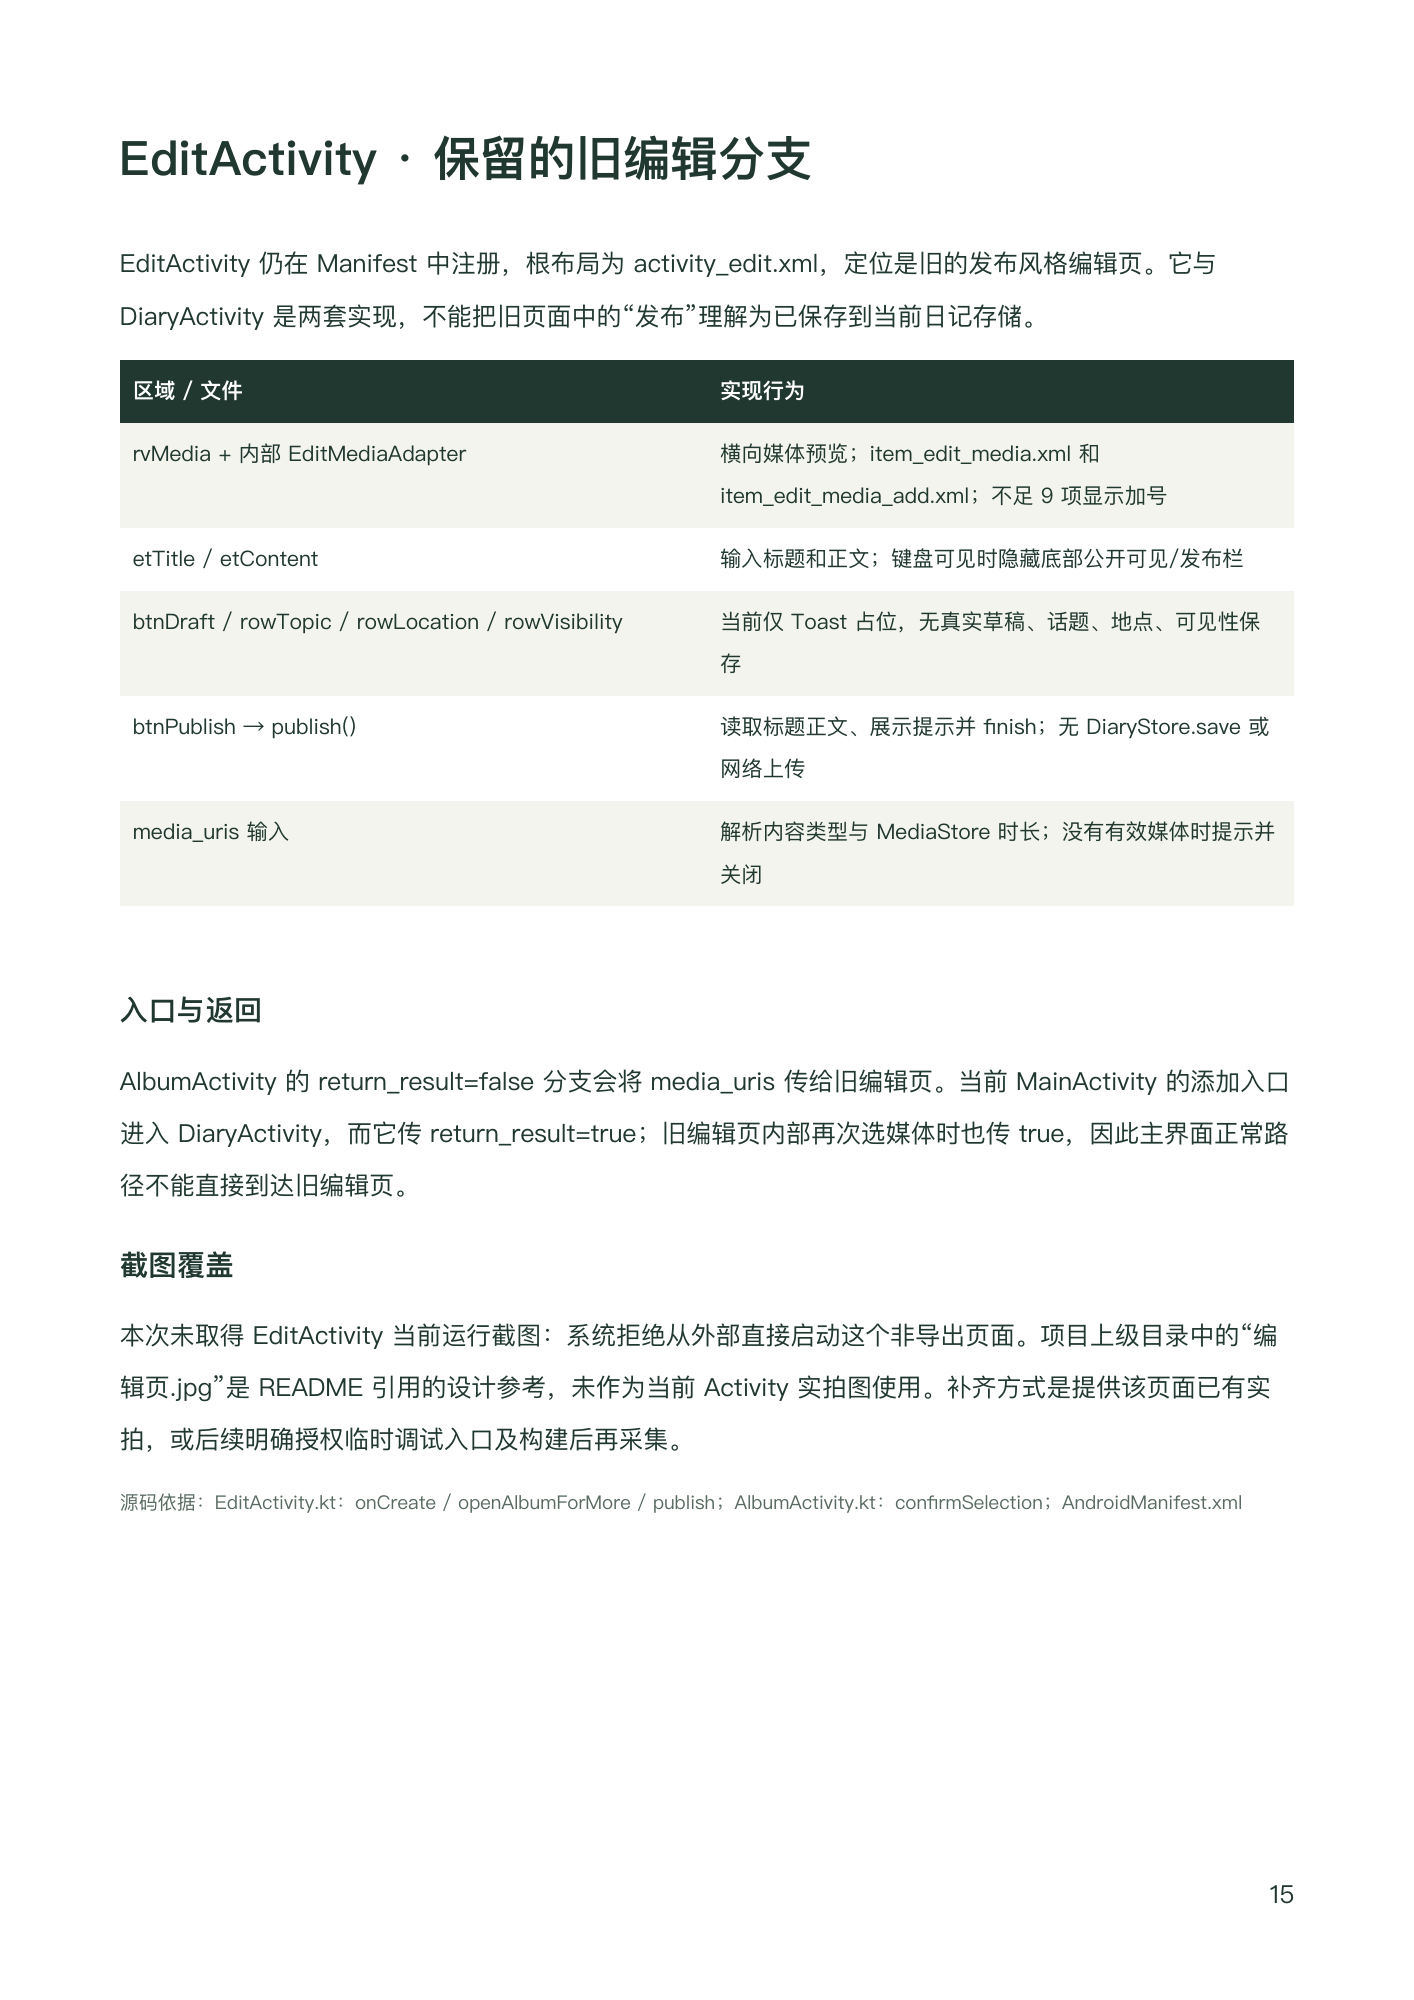 EditActivity · 保留的旧编辑分支
EditActivity 仍在 Manifest 中注册，根布局为 activity_edit.xml，定位是旧的发布风格编辑页。它与
DiaryActivity 是两套实现，不能把旧页面中的“发布”理解为已保存到当前日记存储。
区域 / 文件
实现行为
rvMedia + 内部 EditMediaAdapter
横向媒体预览；item_edit_media.xml 和
item_edit_media_add.xml；不足 9 项显示加号
etTitle / etContent
输入标题和正文；键盘可见时隐藏底部公开可见/发布栏
btnDraft / rowTopic / rowLocation / rowVisibility
当前仅 Toast 占位，无真实草稿、话题、地点、可见性保
存
btnPublish → publish()
读取标题正文、展示提示并 finish；无 DiaryStore.save 或
网络上传
media_uris 输入
解析内容类型与 MediaStore 时长；没有有效媒体时提示并
关闭
入口与返回
AlbumActivity 的 return_result=false 分支会将 media_uris 传给旧编辑页。当前 MainActivity 的添加入口
进入 DiaryActivity，而它传 return_result=true；旧编辑页内部再次选媒体时也传 true，因此主界面正常路
径不能直接到达旧编辑页。
截图覆盖
本次未取得 EditActivity 当前运行截图：系统拒绝从外部直接启动这个非导出页面。项目上级目录中的“编
辑页.jpg”是 README 引用的设计参考，未作为当前 Activity 实拍图使用。补齐方式是提供该页面已有实
拍，或后续明确授权临时调试入口及构建后再采集。
源码依据：EditActivity.kt：onCreate / openAlbumForMore / publish；AlbumActivity.kt：confirmSelection；AndroidManifest.xml
15